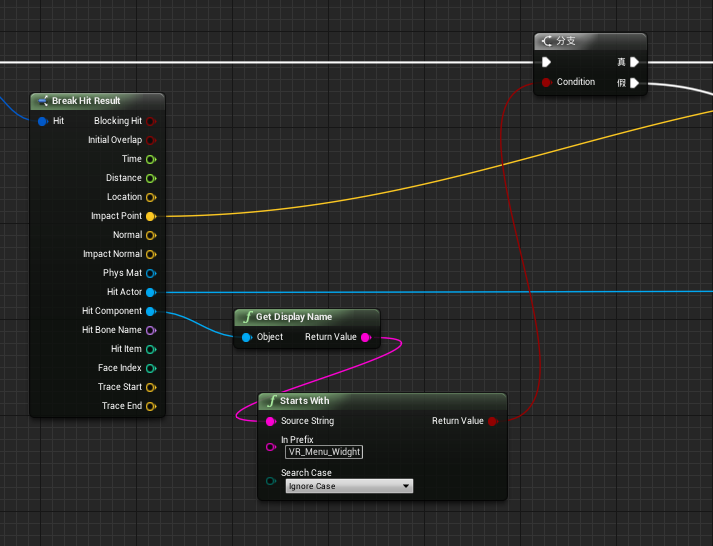 分支
真
Condition
假
Break Hit Result
Hit
Blocking Hit
Initial Overlap
Time
Distance
Location
Impact Point
Normal
Impact Normal
Phys Mat
Hit Actor
Hit Component
Hit Bone Name
Hit Item
Face Index
Trace Start
Trace End
Get Display Name
Object
Return Value
Starts With
Source String
Return Value
In Prefix
VR_Menu_Widght
Search Case
Ignore Case